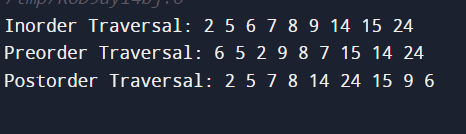 Inorder Traversal: 2 5 6 7 8 9 14 15 24
Preorder Traversal: 6 5 2 9 8 7 15 14 24
Postorder Traversal: 2 5 7 8 14 24 15 9 6